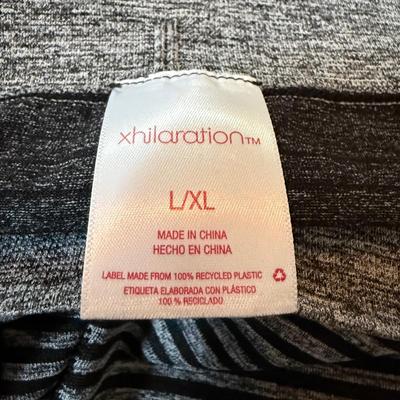 xhilaration™
L/XL
MADE IN CHINA
HECHO EN CHINA
LABEL MADE FROM 100% RECYCLED PLASTIC
ETIQUETA ELABORADA CON PLÁSTICO
100 % RECICLADO